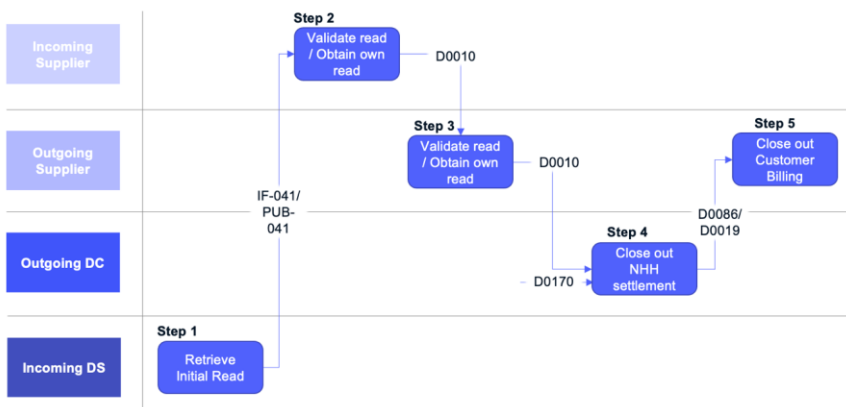 Step 2
Incoming
Supplier
Validate read
/ Obtain own
read
D0010
Step 3
Outgoing
Supplier
Validate read
/ Obtain own
read
D0010
Step 5
Close out
Customer
Billing
IF-041/
PUB-
041
D0086/
D0019
Step 4
Outgoing DC
Close out
NHH
settlement
D0170
Step 1
Incoming DS
Retrieve
Initial Read